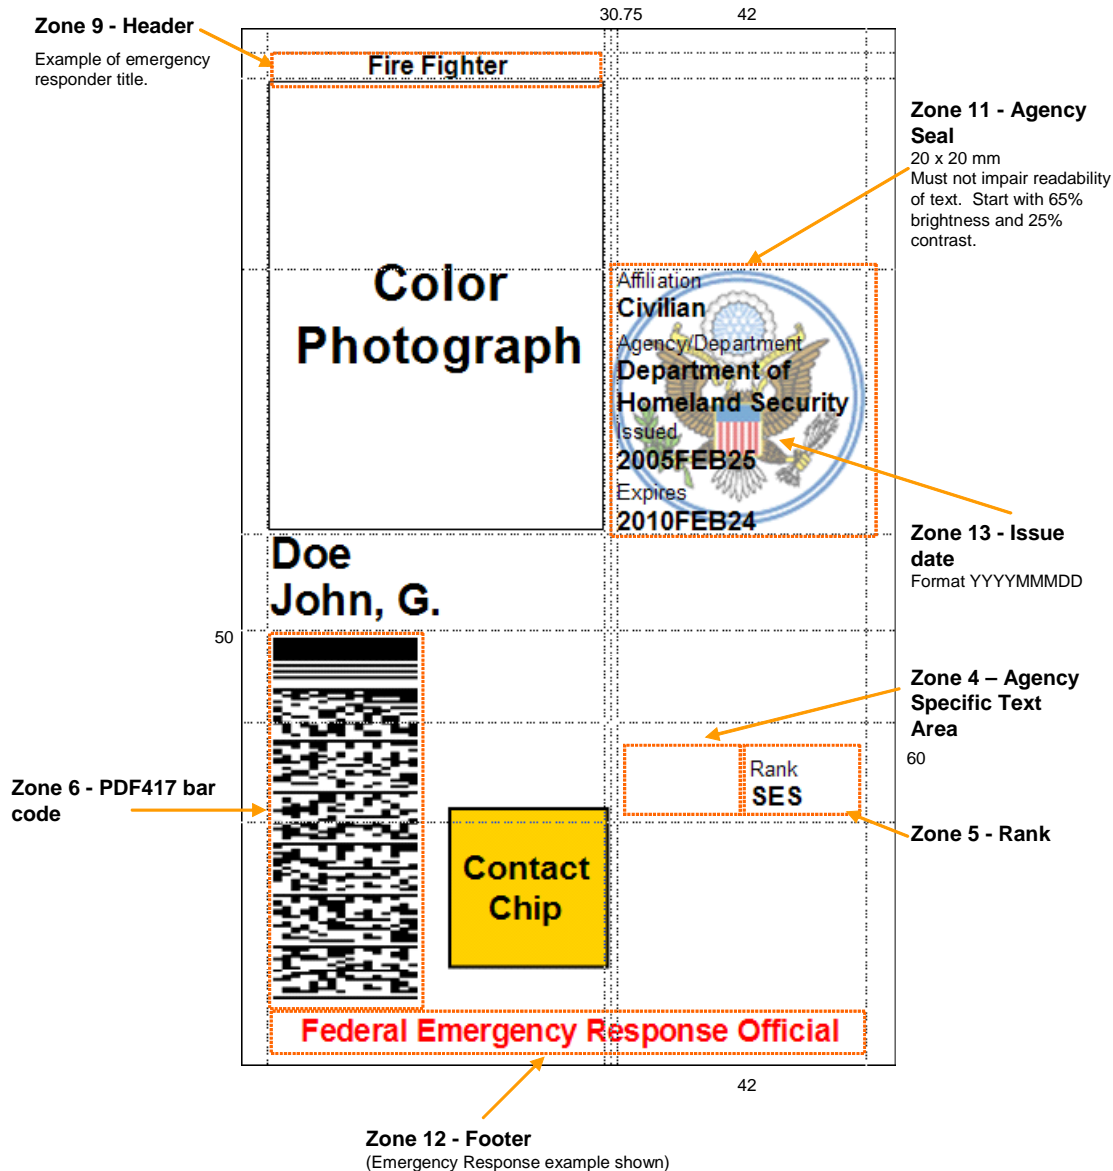 30.75
42
Zone 9 - Header
Example of emergency
responder title.
Fire Fighter
Zone 11 - Agency
Seal
20 x 20 mm
Must not impair readability
of text. Start with 65%
brightness and 25%
contrast.
Color
Photograph
Affiliation
Civilian
Agency/Department
Department of
Homeland Security
Issued
2005FEB25
Expires
2010FEB24
Zone 13 - Issue
date
Format YYYYMMMDD
Doe
John, G.
50
Zone 4 – Agency
Specific Text
Area
60
Rank
SES
Zone 6 - PDF417 bar
code
Zone 5 - Rank
Contact
Chip
Federal Emergency Response Official
42
Zone 12 - Footer
(Emergency Response example shown)